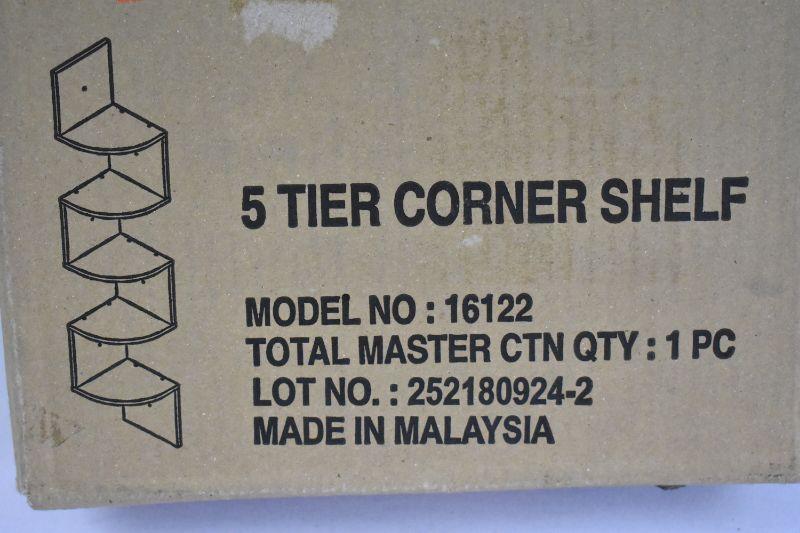 5 TIER CORNER SHELF
MODEL NO : 16122
TOTAL MASTER CTN QTY : 1 PC
LOT NO. : 252180924-2
MADE IN MALAYSIA